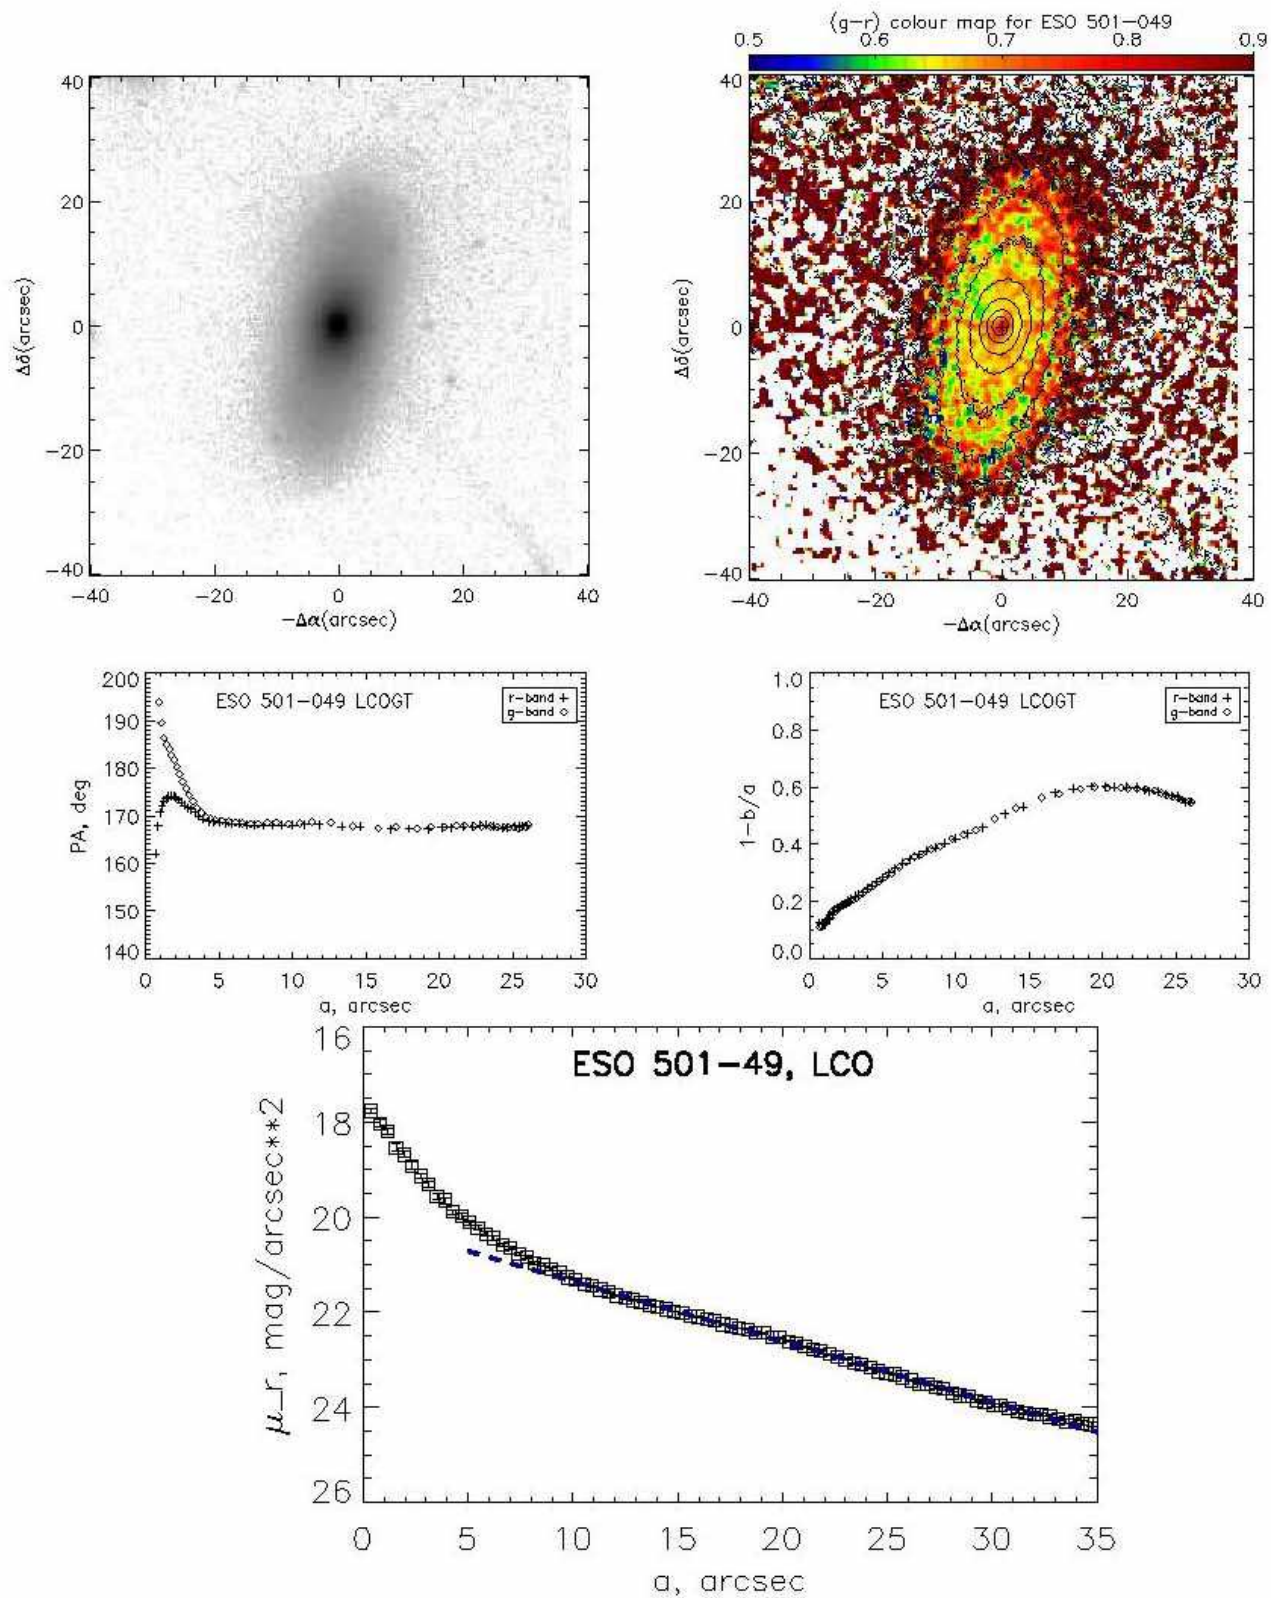 (g-r) colour map for ESO 501-049
0.5 0.6 0.7 0.8 0.9
40
20
0
-20
-40
Δδ(arcsec)
-40 -20 0 20 40
-Δα(arcsec)
40
20
0
-20
-40
Δδ(arcsec)
-40 -20 0 20 40
-Δα(arcsec)
ESO 501-049 LCOGT
r-band +
g-band ◇
200
190
180
170
160
150
140
PA, deg
0 5 10 15 20 25 30
a, arcsec
ESO 501-049 LCOGT
r-band +
g-band ◇
1.0
0.8
0.6
0.4
0.2
0.0
1-b/a
0 5 10 15 20 25 30
a, arcsec
ESO 501-49, LCO
16
18
20
22
24
26
μ_r, mag/arcsec**2
0 5 10 15 20 25 30 35
a, arcsec